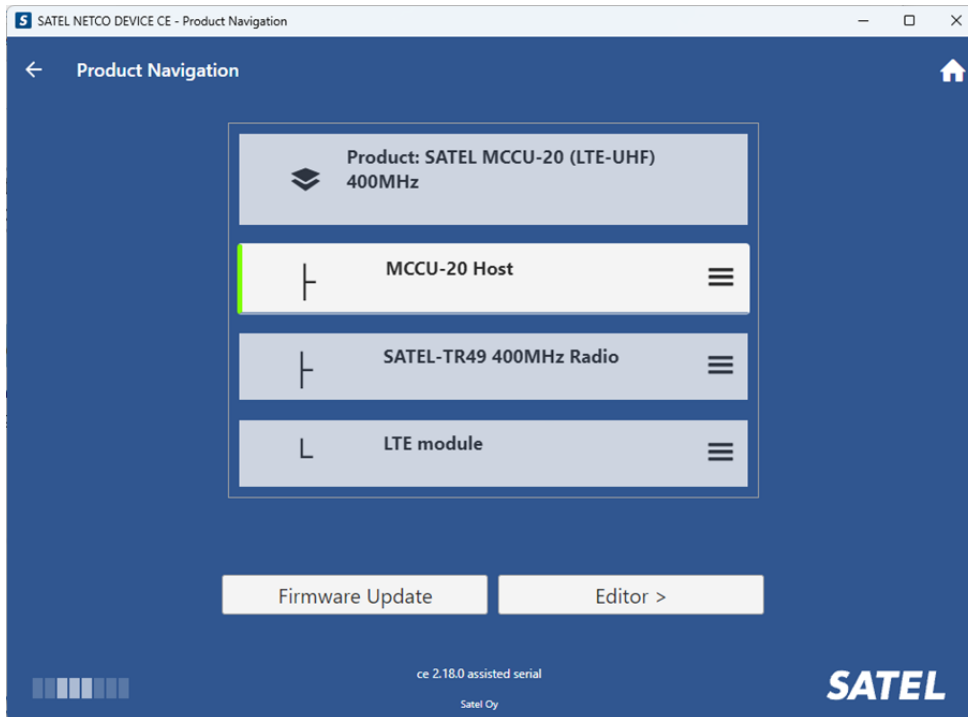 S SATEL NETCO DEVICE CE - Product Navigation
Product Navigation
Product: SATEL MCCU-20 (LTE-UHF)
400MHz
MCCU-20 Host
SATEL-TR49 400MHz Radio
LTE module
Firmware Update
Editor >
ce 2.18.0 assisted serial
Satel Oy
SATEL